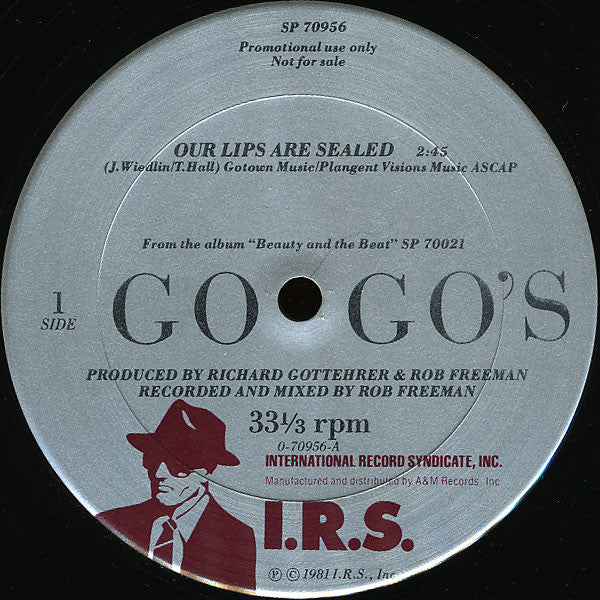 SP 70956
Promotional use only
Not for sale
OUR LIPS ARE SEALED 2:45
(J.Wiedlin/T.Hall) Gotown Music/Plangent Visions Music ASCAP
From the album "Beauty and the Beat" SP 70021
1
SIDE
GO GO'S
PRODUCED BY RICHARD GOTTEHRER & ROB FREEMAN
RECORDED AND MIXED BY ROB FREEMAN
33⅓ rpm
0-70956-A
INTERNATIONAL RECORD SYNDICATE, INC.
Manufactured and distributed by A&M Records Inc.
I.R.S.
℗ © 1981 I.R.S., Inc